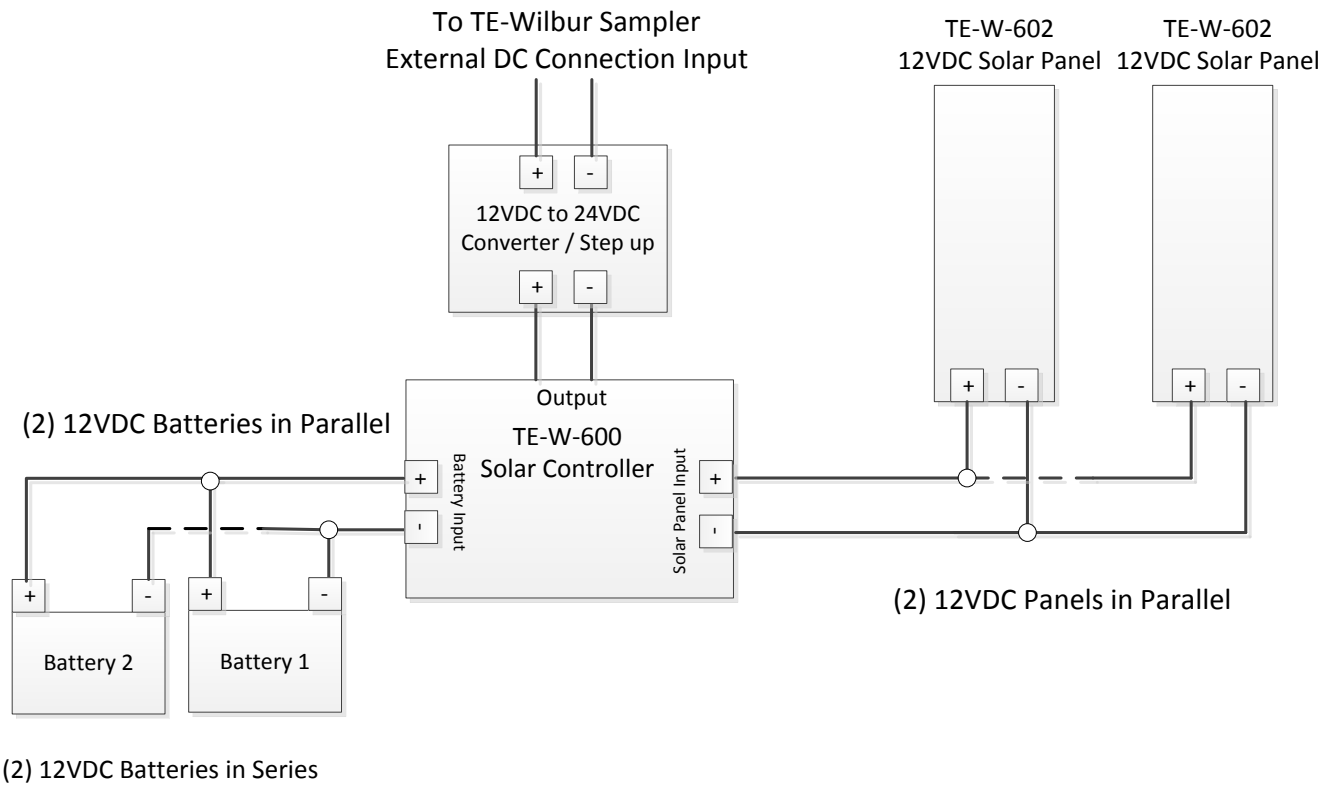 To TE-Wilbur Sampler
External DC Connection Input
TE-W-602
12VDC Solar Panel
TE-W-602
12VDC Solar Panel
+ -
12VDC to 24VDC
Converter / Step up
+ -
+ -
+ -
Output
TE-W-600
Solar Controller
(2) 12VDC Batteries in Parallel
+
-
Battery Input
Solar Panel Input
+
-
(2) 12VDC Panels in Parallel
+ -
+ -
Battery 2
Battery 1
(2) 12VDC Batteries in Series